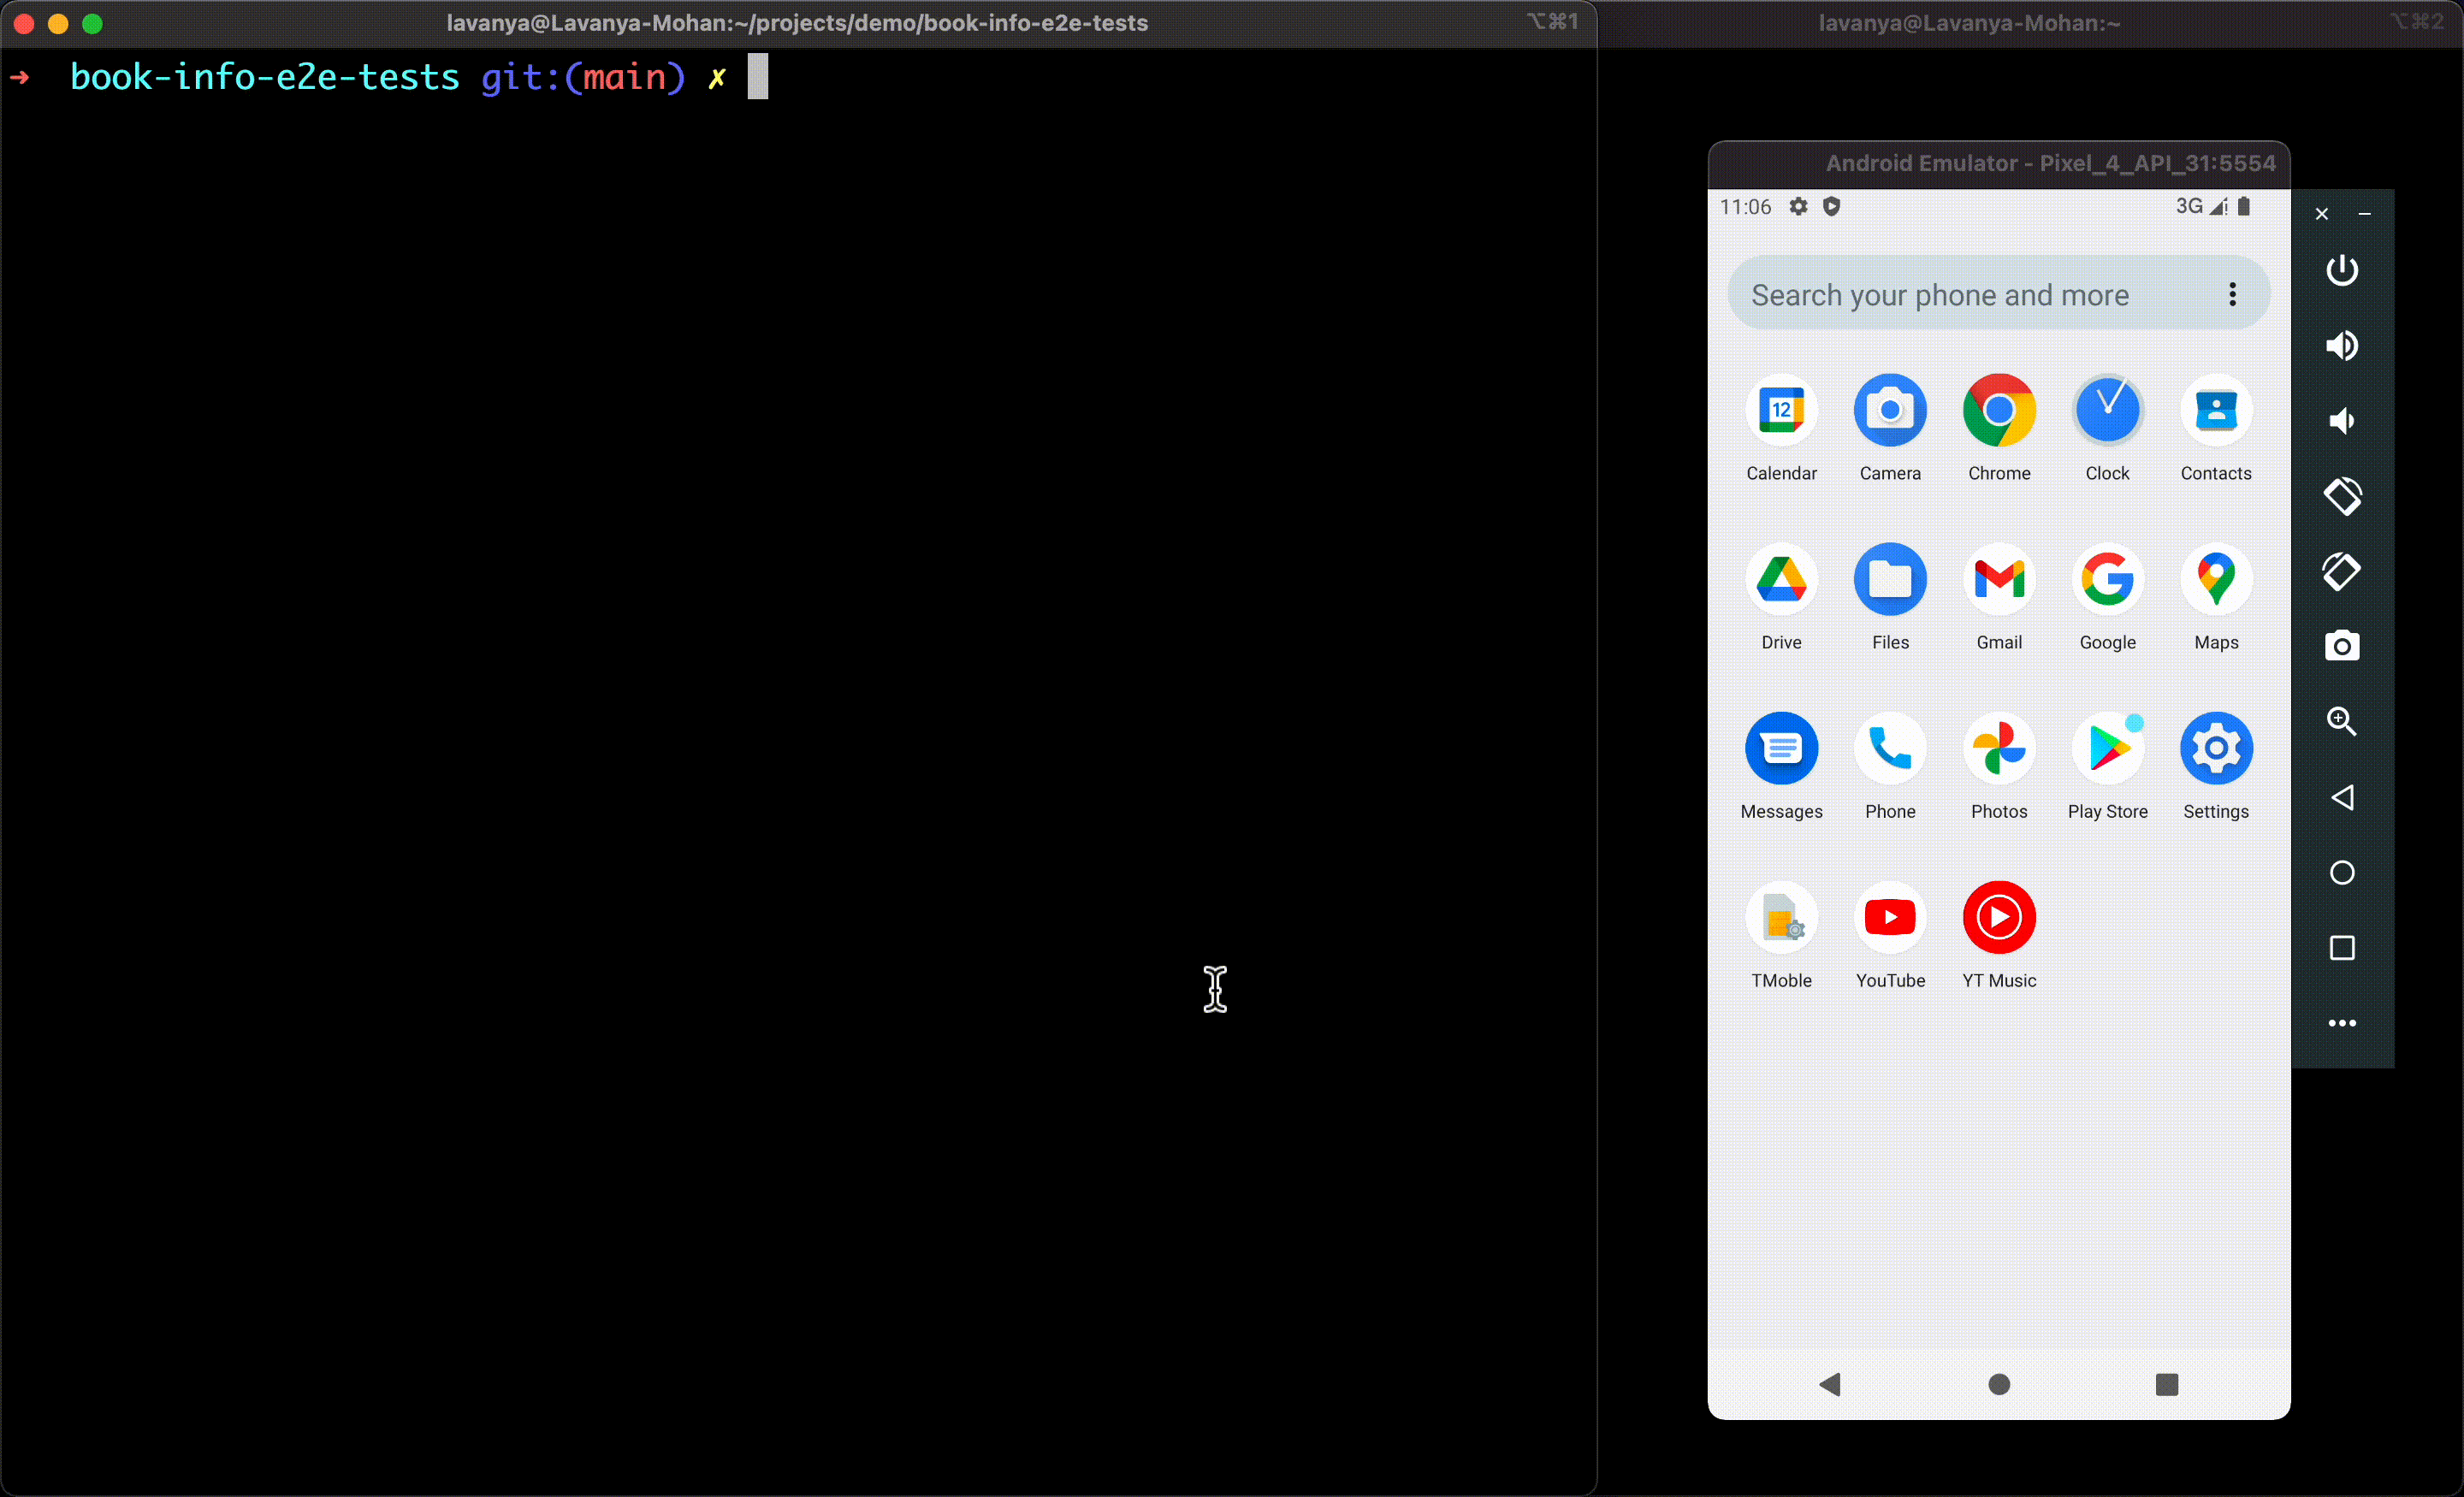 lavanya@Lavanya-Mohan:~/projects/demo/book-info-e2e-tests ⌥⌘1
➜ book-info-e2e-tests git:(main) ✗
lavanya@Lavanya-Mohan:~ ⌥⌘2
Android Emulator - Pixel_4_API_31:5554
11:06 3G
Search your phone and more
12
Calendar Camera Chrome Clock Contacts
Drive Files Gmail Google Maps
Messages Phone Photos Play Store Settings
TMoble YouTube YT Music